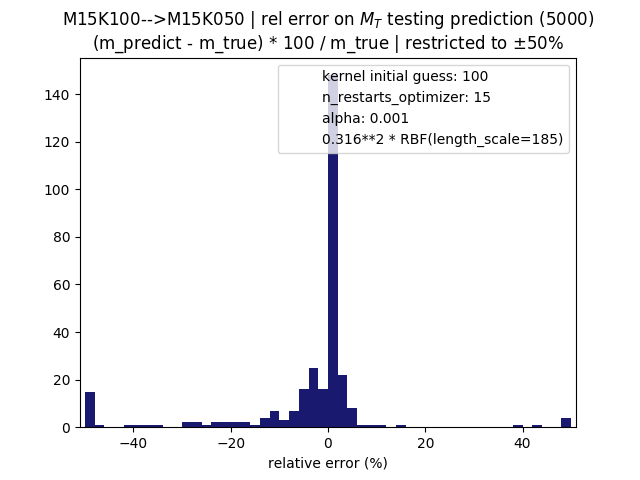 M15K100-->M15K050 | rel error on M_T testing prediction (5000)
(m_predict - m_true) * 100 / m_true | restricted to ±50%
kernel initial guess: 100
n_restarts_optimizer: 15
alpha: 0.001
0.316**2 * RBF(length_scale=185)
140
120
100
80
60
40
20
0
−40 −20 0 20 40
relative error (%)